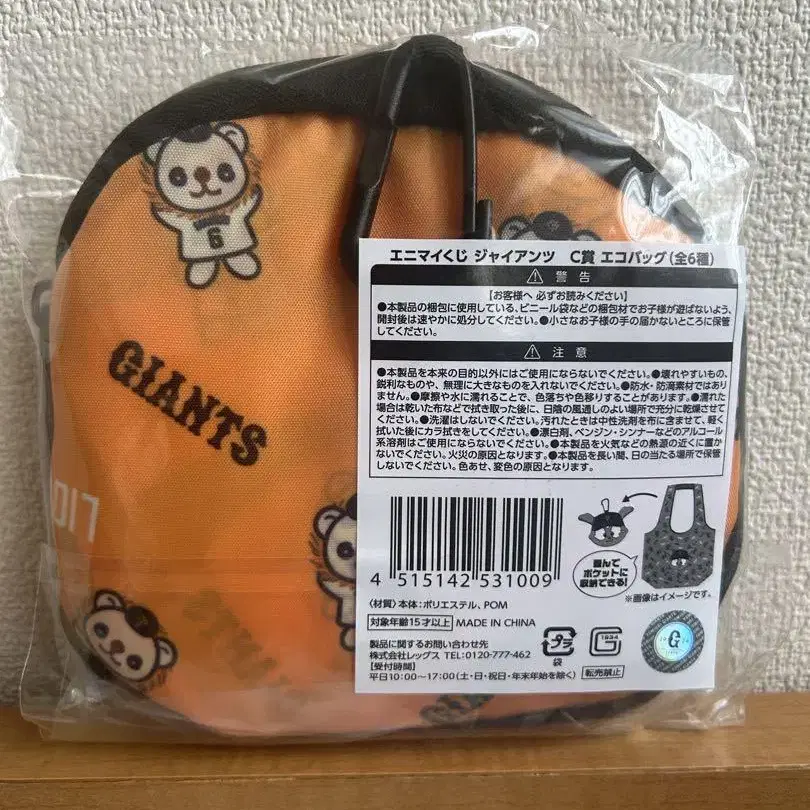 G
GIANTS
017
エニマイくじ ジャイアンツ C賞 エコバッグ(全6種)
⚠ 警告
【お客様へ 必ずお読みください】
●本製品の梱包に使用している、ビニール袋などの梱包材でお子様が遊ばないよう、
開封後は速やかに処分してください。●小さなお子様の手の届かないところに保管
してください。
⚠ 注意
●本製品を本来の目的以外にはご使用にならないでください。●壊れやすいもの、
鋭利なものや、無理に大きなものを入れないでください。●防水・防滴素材ではあり
ません。●摩擦や水に濡れることで、色落ちや色移りすることがあります。●濡れた
場合は乾いた布などで拭き取った後に、日陰の風通しのよい場所で充分に乾燥させて
ください。●洗濯はしないでください。汚れたときは中性洗剤を布に含ませて、軽く
拭いた後にカラ拭きをしてください。●漂白剤、ベンジン・シンナーなどのアルコール
系溶剤はご使用にならないでください。●本製品を火気などの熱源の近くに置か
ないでください。火災の原因となります。●本製品を長い間、日の当たる場所で保管
しないでください。色あせ、変色の原因となります。
4 515142 531009
畳んで
ポケットに
収納できる!
※画像はイメージです。
〈材質〉本体:ポリエステル、POM
対象年齢15才以上 MADE IN CHINA
製品に関するお問い合わせ先
株式会社レッグス TEL:0120-777-462
【受付時間】
平日10:00~17:00(土・日・祝日・年末年始を除く)
プラ
袋
1934
G
転売禁止
G